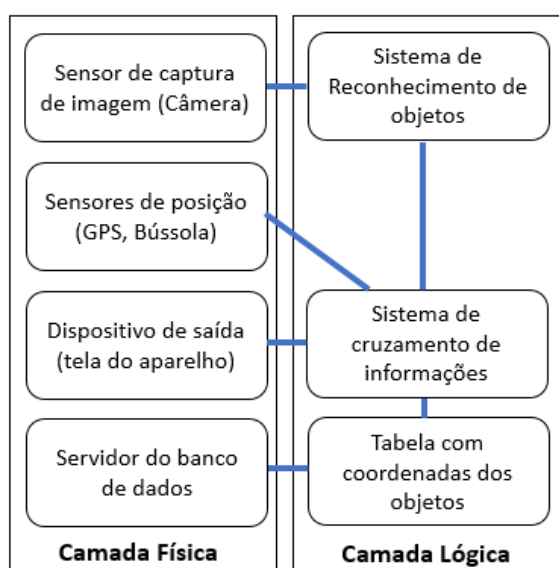 Sensor de captura
de imagem (Câmera)
Sensores de posição
(GPS, Bússola)
Dispositivo de saída
(tela do aparelho)
Servidor do banco
de dados
Camada Física
Sistema de
Reconhecimento de
objetos
Sistema de
cruzamento de
informações
Tabela com
coordenadas dos
objetos
Camada Lógica